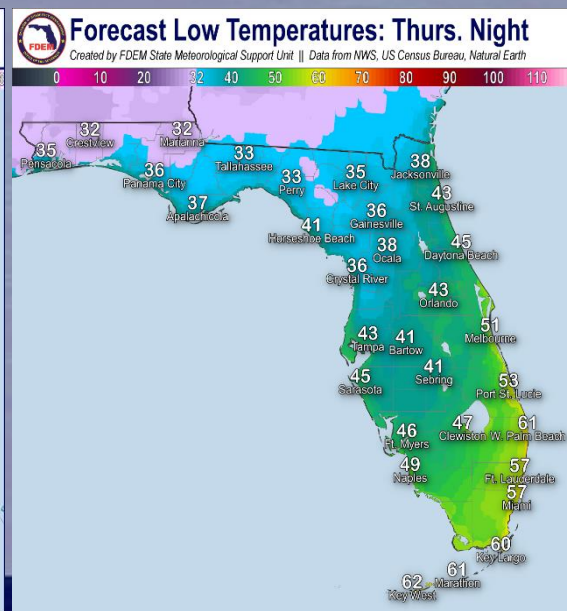 FDEM
Forecast Low Temperatures: Thurs. Night
Created by FDEM State Meteorological Support Unit || Data from NWS, US Census Bureau, Natural Earth
0 10 20 32 40 50 60 70 80 90 100 110
32
Crestview
32
Marianna
35
Pensacola
33
Tallahassee
36
Panama City
33
Perry
35
Lake City
38
Jacksonville
37
Apalachicola
43
St. Augustine
36
Gainesville
41
Horseshoe Beach
38
Ocala
45
Daytona Beach
36
Crystal River
43
Orlando
51
Melbourne
43
Tampa
41
Bartow
41
Sebring
45
Sarasota
53
Port St. Lucie
47
Clewiston
61
W. Palm Beach
46
Ft. Myers
49
Naples
57
Ft. Lauderdale
57
Miami
60
Key Largo
61
Marathon
62
Key West